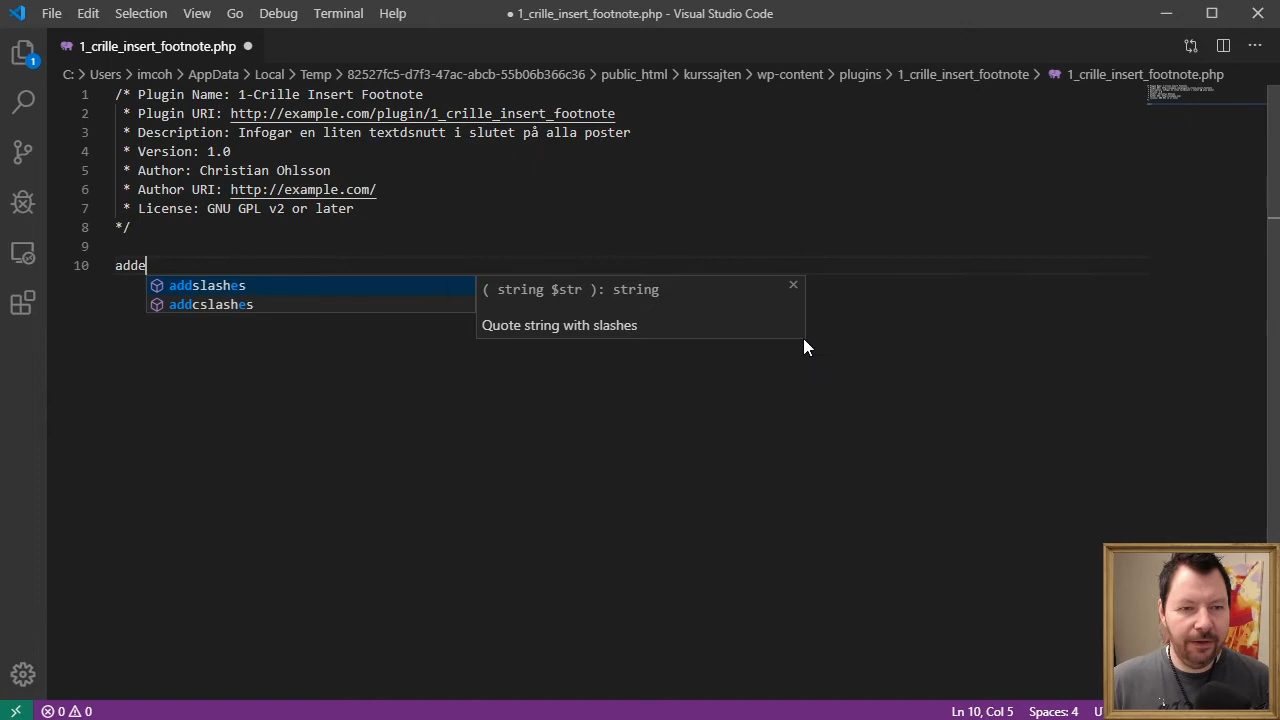 File Edit Selection View Go Debug Terminal Help
● 1_crille_insert_footnote.php - Visual Studio Code
1_crille_insert_footnote.php ●
C: > Users > imcoh > AppData > Local > Temp > 82527fc5-d7f3-47ac-abcb-55b06b366c36 > public_html > kurssajten > wp-content > plugins > 1_crille_insert_footnote > 1_crille_insert_footnote.php
1 /* Plugin Name: 1-Crille Insert Footnote
2 * Plugin URI: http://example.com/plugin/1_crille_insert_footnote
3 * Description: Infogar en liten textdsnutt i slutet på alla poster
4 * Version: 1.0
5 * Author: Christian Ohlsson
6 * Author URI: http://example.com/
7 * License: GNU GPL v2 or later
8 */
9
10 adde
addslashes
addcslashes
( string $str ): string
Quote string with slashes
1
0 0
Ln 10, Col 5 Spaces: 4